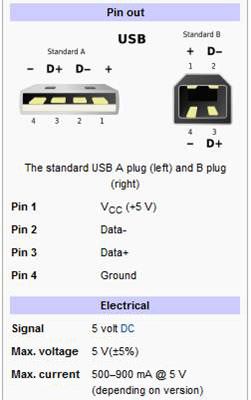 Pin out
USB
Standard A
− D+ D− +
4 3 2 1
Standard B
+ D−
1 2
4 3
− D+
The standard USB A plug (left) and B plug
(right)
Pin 1 VCC (+5 V)
Pin 2 Data-
Pin 3 Data+
Pin 4 Ground
Electrical
Signal 5 volt DC
Max. voltage 5 V(±5%)
Max. current 500–900 mA @ 5 V
(depending on version)